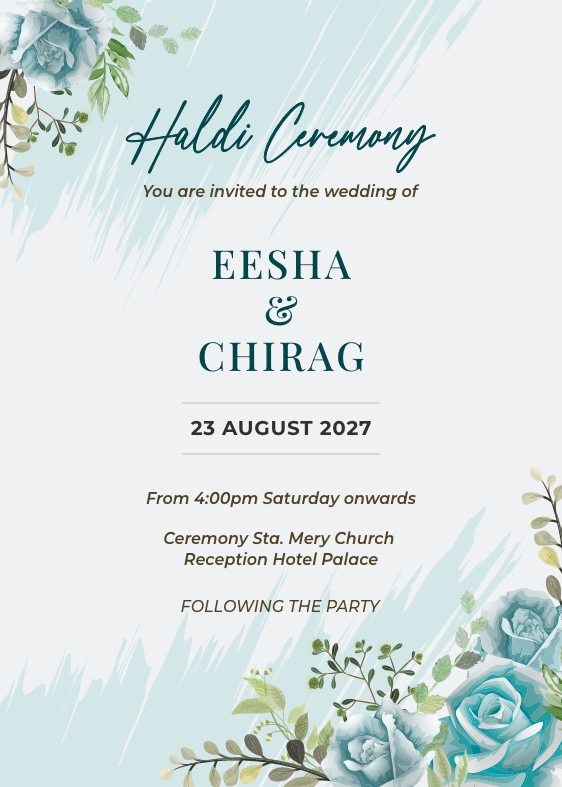 Haldi Ceremony
You are invited to the wedding of
EESHA
&
CHIRAG
23 AUGUST 2027
From 4:00pm Saturday onwards
Ceremony Sta. Mery Church
Reception Hotel Palace
FOLLOWING THE PARTY